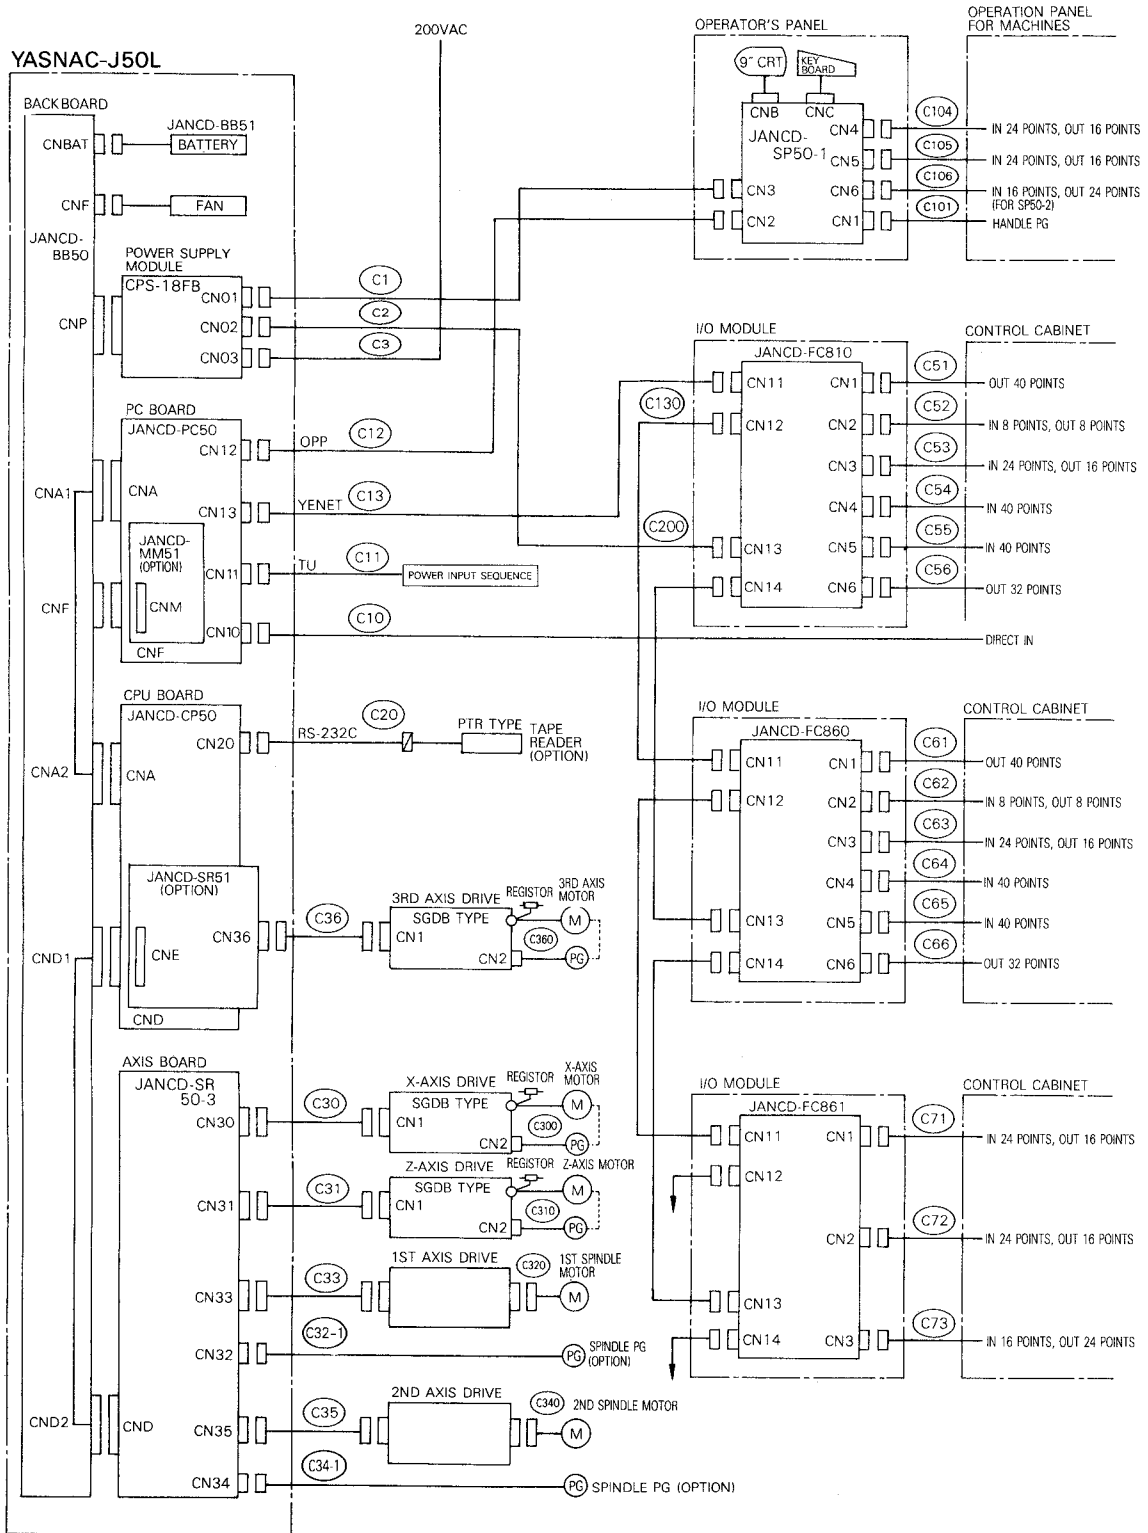 YASNAC-J50L
200VAC
OPERATOR'S PANEL
OPERATION PANEL
FOR MACHINES
BACKBOARD
CNBAT
JANCD-BB51
BATTERY
CNF
FAN
JANCD-
BB50
POWER SUPPLY
MODULE
CPS-18FB
CNP
CN01
C1
CN02
C2
CN03
C3
9" CRT
KEY
BOARD
CNB
CNC
JANCD-
SP50-1
CN3
CN2
CN4
C104
IN 24 POINTS, OUT 16 POINTS
CN5
C105
IN 24 POINTS, OUT 16 POINTS
CN6
C106
IN 16 POINTS, OUT 24 POINTS
(FOR SP50-2)
CN1
C101
HANDLE PG
PC BOARD
JANCD-PC50
CN12
OPP
C12
CNA1
CNA
CN13
YENET
C13
JANCD-
MM51
(OPTION)
CN11
TU
C11
POWER INPUT SEQUENCE
CNF
CNM
CN10
C10
DIRECT IN
CNF
I/O MODULE
CONTROL CABINET
JANCD-FC810
C130
C200
CN11
CN12
CN13
CN14
CN1
C51
OUT 40 POINTS
CN2
C52
IN 8 POINTS, OUT 8 POINTS
CN3
C53
IN 24 POINTS, OUT 16 POINTS
CN4
C54
IN 40 POINTS
CN5
C55
IN 40 POINTS
CN6
C56
OUT 32 POINTS
CPU BOARD
JANCD-CP50
CN20
RS-232C
C20
PTR TYPE
TAPE
READER
(OPTION)
CNA2
CNA
JANCD-SR51
(OPTION)
CN36
C36
CND1
CNE
CND
3RD AXIS DRIVE
SGDB TYPE
CN1
CN2
REGISTOR
3RD AXIS
MOTOR
M
C360
PG
I/O MODULE
CONTROL CABINET
JANCD-FC860
CN11
CN12
CN13
CN14
CN1
C61
OUT 40 POINTS
CN2
C62
IN 8 POINTS, OUT 8 POINTS
CN3
C63
IN 24 POINTS, OUT 16 POINTS
CN4
C64
IN 40 POINTS
CN5
C65
IN 40 POINTS
CN6
C66
OUT 32 POINTS
AXIS BOARD
JANCD-SR
50-3
CN30
C30
X-AXIS DRIVE
SGDB TYPE
CN1
CN2
REGISTOR
X-AXIS
MOTOR
M
C300
PG
CN31
C31
Z-AXIS DRIVE
SGDB TYPE
CN1
CN2
REGISTOR
Z-AXIS MOTOR
M
C310
PG
CN33
C33
1ST AXIS DRIVE
C320
1ST SPINDLE
MOTOR
M
CN32
C32-1
PG
SPINDLE PG
(OPTION)
CND2
CND
CN35
C35
2ND AXIS DRIVE
C340
2ND SPINDLE MOTOR
M
CN34
C34-1
PG
SPINDLE PG (OPTION)
I/O MODULE
CONTROL CABINET
JANCD-FC861
CN11
CN12
CN13
CN14
CN1
C71
IN 24 POINTS, OUT 16 POINTS
CN2
C72
IN 24 POINTS, OUT 16 POINTS
CN3
C73
IN 16 POINTS, OUT 24 POINTS